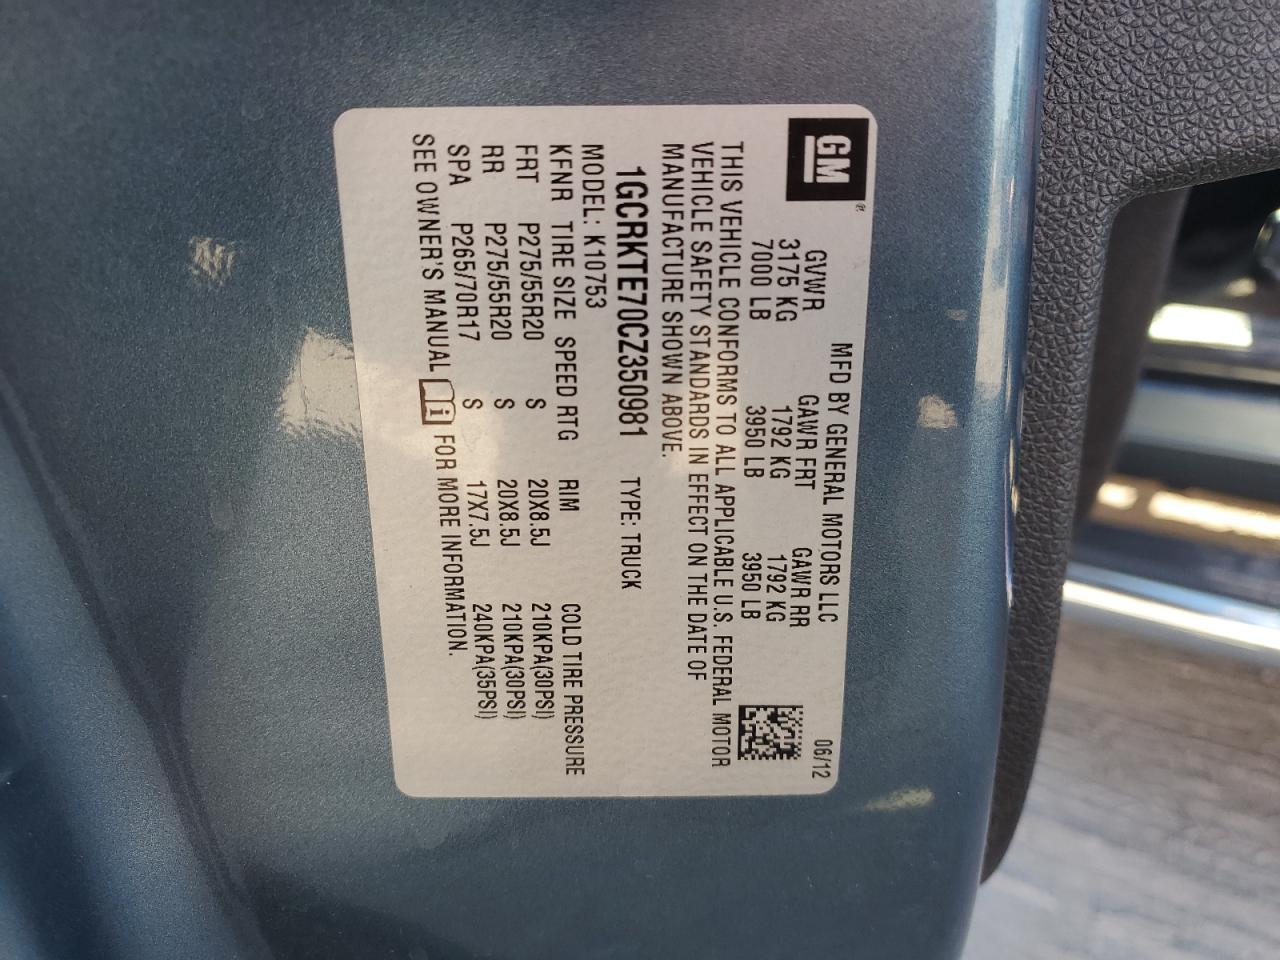 GM ®
MFD BY GENERAL MOTORS LLC 06/12
GVWR GAWR FRT GAWR RR
3175 KG 1792 KG 1792 KG
7000 LB 3950 LB 3950 LB
THIS VEHICLE CONFORMS TO ALL APPLICABLE U.S. FEDERAL MOTOR
VEHICLE SAFETY STANDARDS IN EFFECT ON THE DATE OF
MANUFACTURE SHOWN ABOVE.
1GCRKTE70CZ350981 TYPE: TRUCK
MODEL: K10753
KFNR TIRE SIZE SPEED RTG RIM COLD TIRE PRESSURE
FRT P275/55R20 S 20X8.5J 210KPA(30PSI)
RR P275/55R20 S 20X8.5J 210KPA(30PSI)
SPA P265/70R17 S 17X7.5J 240KPA(35PSI)
SEE OWNER'S MANUAL i FOR MORE INFORMATION.